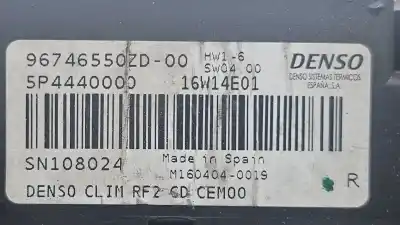 96746550ZD-00 HW1-6 DENSO
SW04 00 DENSO SISTEMAS TERMICOS
5P4440000 16W14E01 ESPAÑA, S.A.
SN108024 Made in Spain
M160404-0019
DENSO CLIM RF2 CD CEM00 R